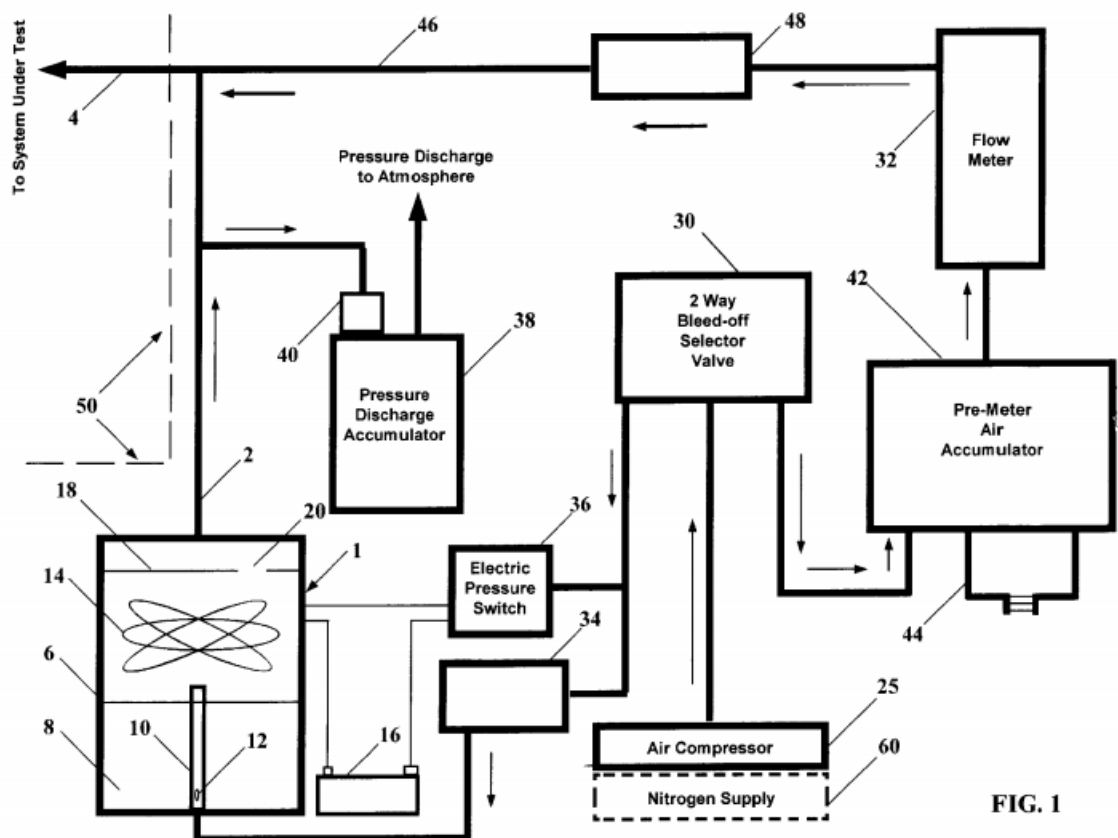 To System Under Test
46
48
4
32
Flow
Meter
Pressure Discharge
to Atmosphere
30
2 Way
Bleed-off
Selector
Valve
42
40
38
Pressure
Discharge
Accumulator
Pre-Meter
Air
Accumulator
50
2
18
20
36
1
Electric
Pressure
Switch
14
34
44
6
25
10
12
16
Air Compressor
60
8
Nitrogen Supply
FIG. 1